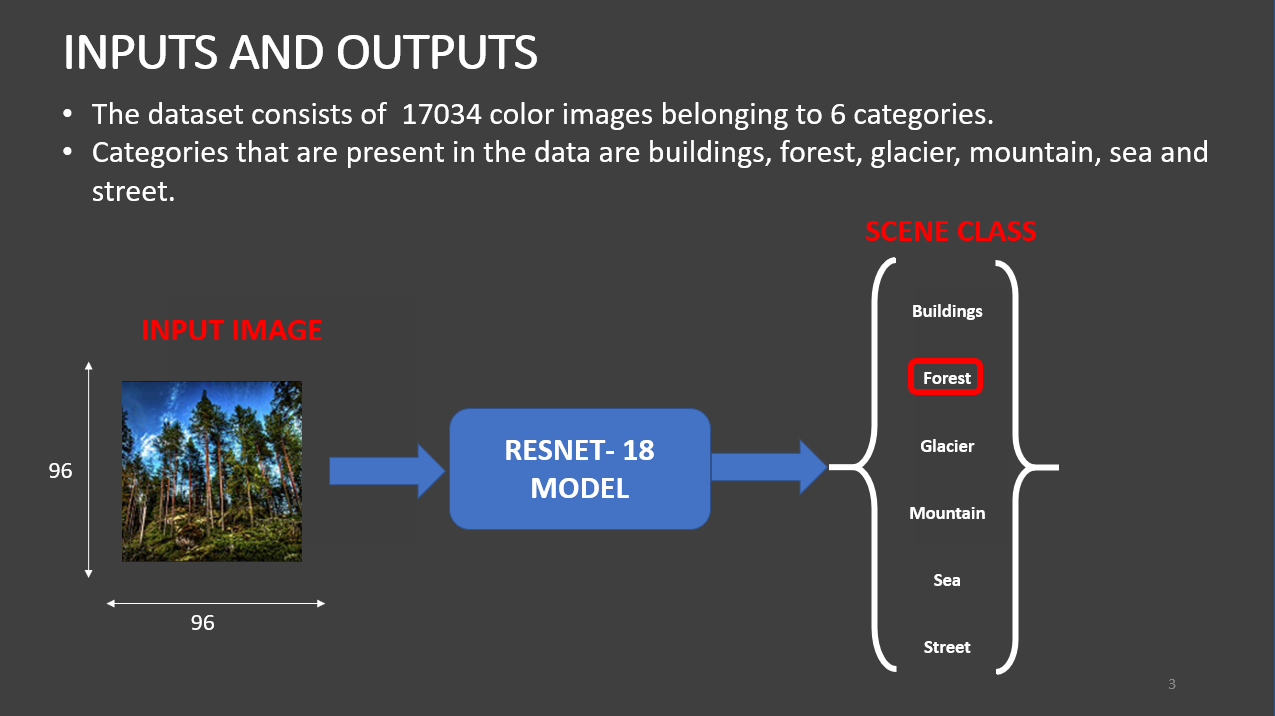 INPUTS AND OUTPUTS
• The dataset consists of  17034 color images belonging to 6 categories.
• Categories that are present in the data are buildings, forest, glacier, mountain, sea and
street.
SCENE CLASS
Buildings
INPUT IMAGE
Forest
Glacier
RESNET- 18
MODEL
96
Mountain
Sea
96
Street
3